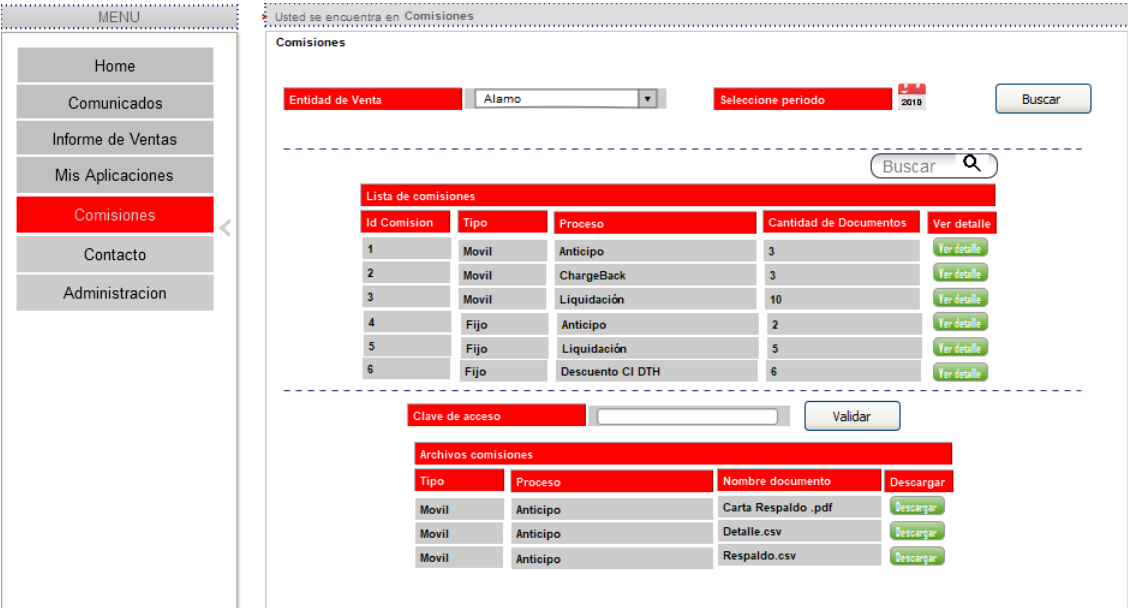 MENU
Usted se encuentra en Comisiones
Home
Comunicados
Informe de Ventas
Mis Aplicaciones
Comisiones
Contacto
Administracion
Comisiones
Entidad de Venta Alamo Seleccione periodo 2010 Buscar
Buscar
Lista de comisiones
Id Comision Tipo Proceso Cantidad de Documentos Ver detalle
1 Movil Anticipo 3 Ver detalle
2 Movil ChargeBack 3 Ver detalle
3 Movil Liquidación 10 Ver detalle
4 Fijo Anticipo 2 Ver detalle
5 Fijo Liquidación 5 Ver detalle
6 Fijo Descuento CI DTH 6 Ver detalle
Clave de acceso Validar
Archivos comisiones
Tipo Proceso Nombre documento Descargar
Movil Anticipo Carta Respaldo .pdf Descargar
Movil Anticipo Detalle.csv Descargar
Movil Anticipo Respaldo.csv Descargar